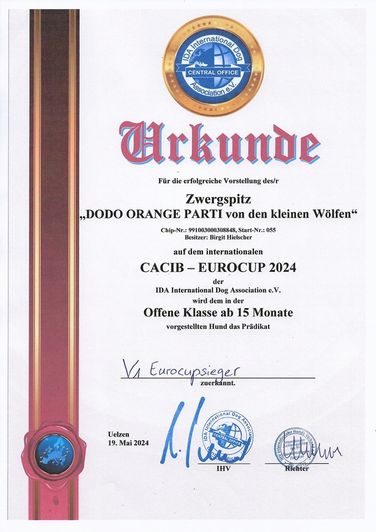 IDA International Dog
CENTRAL OFFICE
Association e.V.
Urkunde
Für die erfolgreiche Vorstellung des/r
Zwergspitz
„DODO ORANGE PARTI von den kleinen Wölfen“
Chip-Nr.: 991003000308848, Start-Nr.: 055
Besitzer: Birgit Hielscher
auf dem internationalen
CACIB – EUROCUP 2024
der
IDA International Dog Association e.V.
wird dem in der
Offene Klasse ab 15 Monate
vorgestellten Hund das Prädikat
V1 Eurocupsieger
zuerkannt.
Uelzen
19. Mai 2024
IHV
Richter